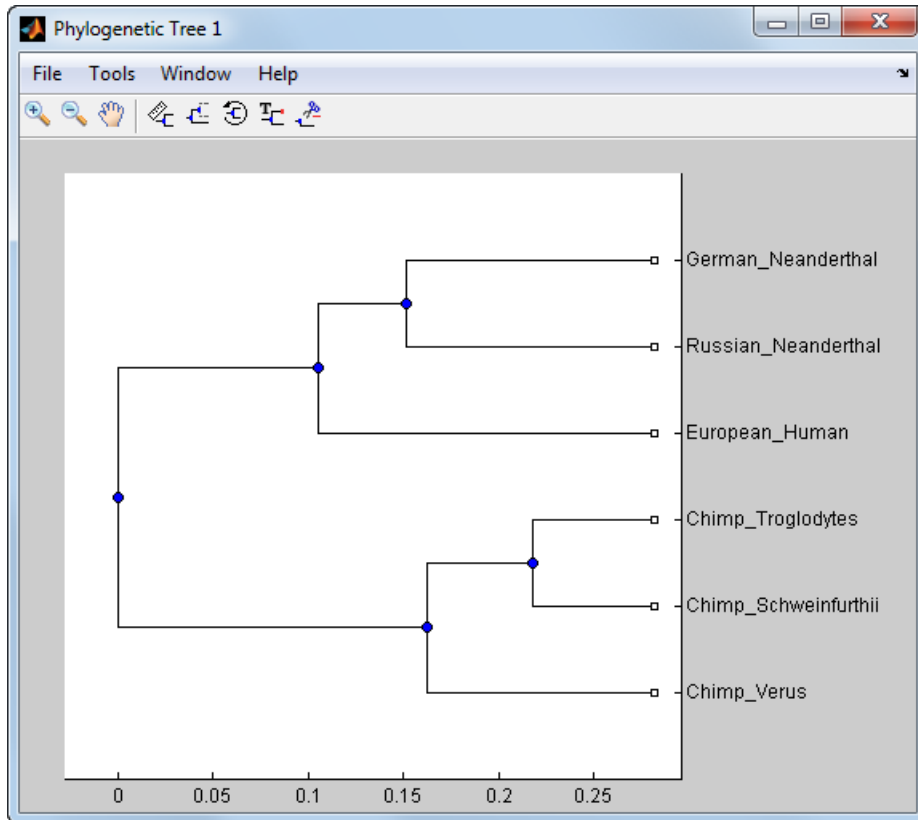 Phylogenetic Tree 1
File Tools Window Help
German_Neanderthal
Russian_Neanderthal
European_Human
Chimp_Troglodytes
Chimp_Schweinfurthii
Chimp_Verus
0 0.05 0.1 0.15 0.2 0.25